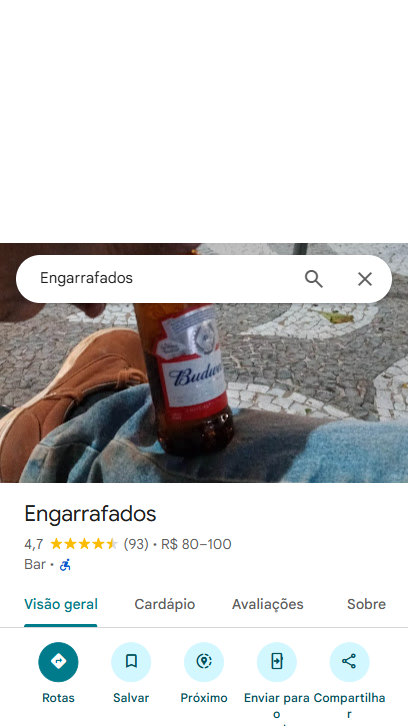 Engarrafados
Budwe
Engarrafados
4,7 (93) • R$ 80–100
Bar •
Visão geral Cardápio Avaliações Sobre
Rotas Salvar Próximo Enviar para o Compartilhar